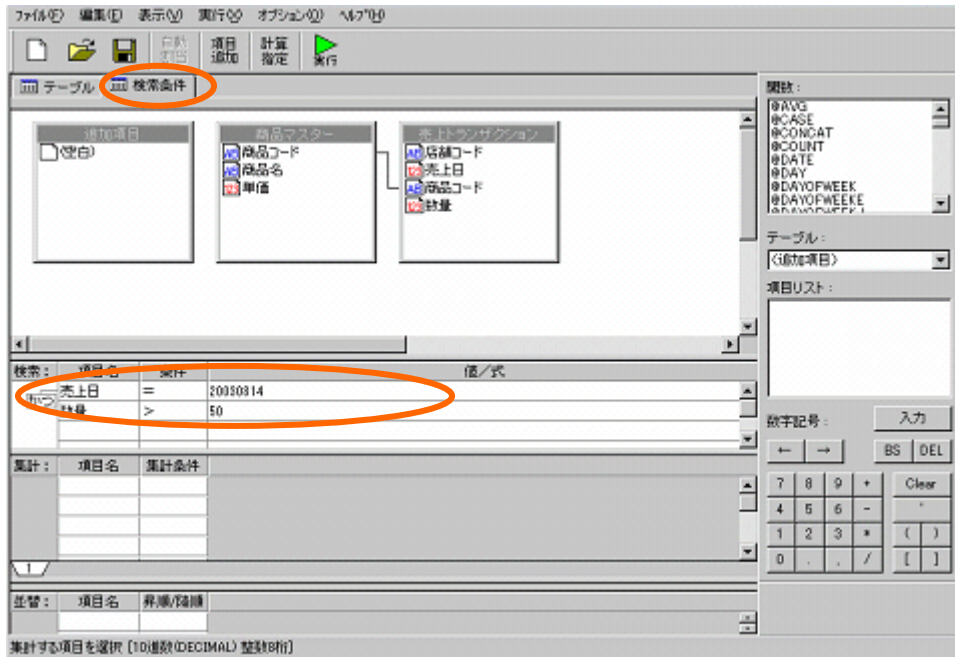 ファイル(F) 編集(E) 表示(V) 実行(X) オプション(O) ヘルプ(H)
自動割当 項目追加 計算指定 実行
テーブル 検索条件
追加項目
(空白)
商品マスター
商品コード
商品名
単価
売上トランザクション
店舗コード
売上日
商品コード
数量
検索： 項目名 条件 値／式
かつ 売上日 = 20030314
数量 > 50
集計： 項目名 集計条件
1
並替： 項目名 昇順/降順
集計する項目を選択 [10進数(DECIMAL) 整数8桁]
関数：
@AVG
@CASE
@CONCAT
@COUNT
@DATE
@DAY
@DAYOFWEEK
@DAYOFWEEKE
テーブル：
(追加項目)
項目リスト：
数字記号： 入力
← → BS DEL
7 8 9 + Clear
4 5 6 - '
1 2 3 * ( )
0 . , / [ ]